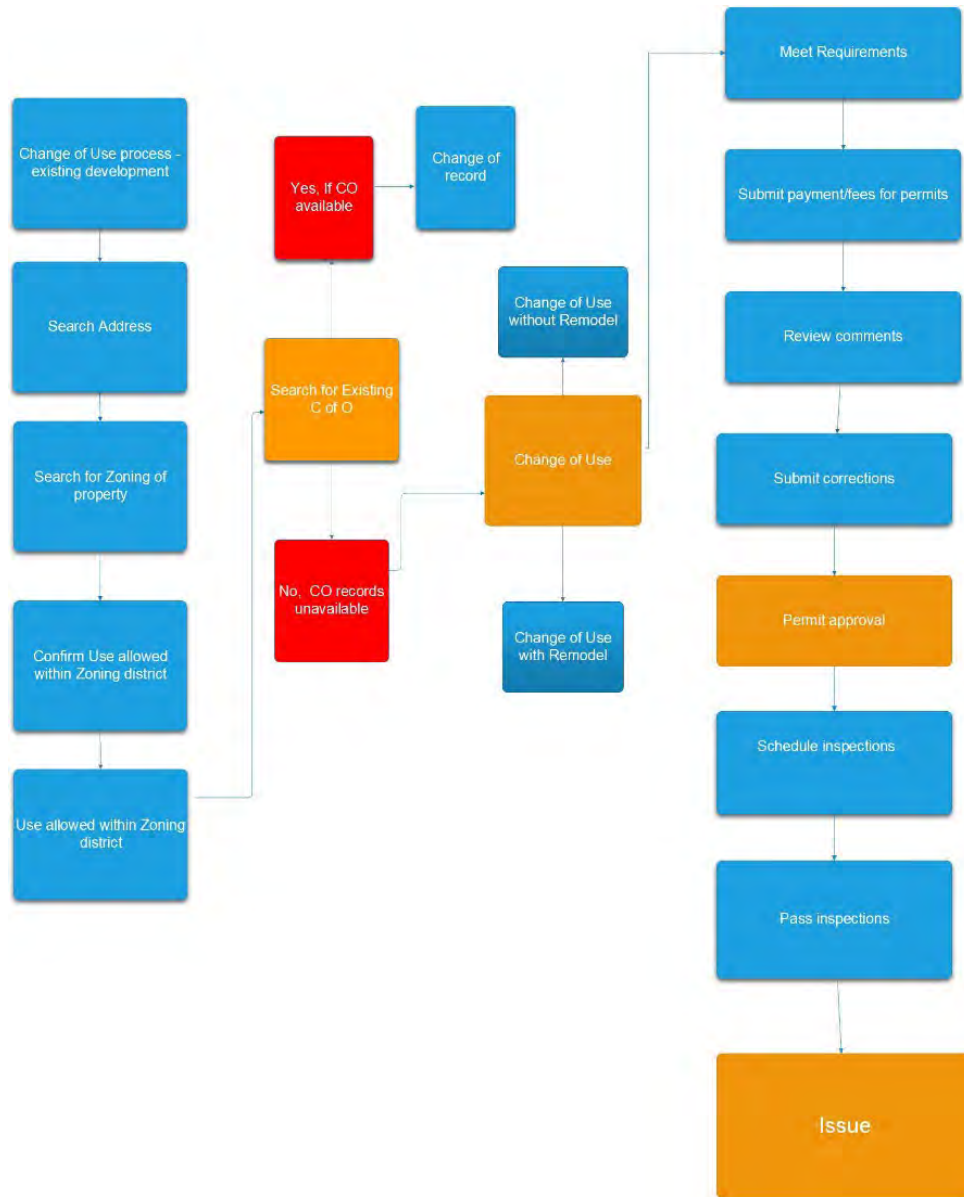 Change of Use process -
existing development
Search Address
Search for Zoning of
property
Confirm Use allowed
within Zoning district
Use allowed within Zoning
district
Yes, If CO
available
Change of
record
Search for Existing
C of O
No, CO records
unavailable
Change of Use
without Remodel
Change of Use
Change of Use
with Remodel
Meet Requirements
Submit payment/fees for permits
Review comments
Submit corrections
Permit approval
Schedule inspections
Pass inspections
Issue